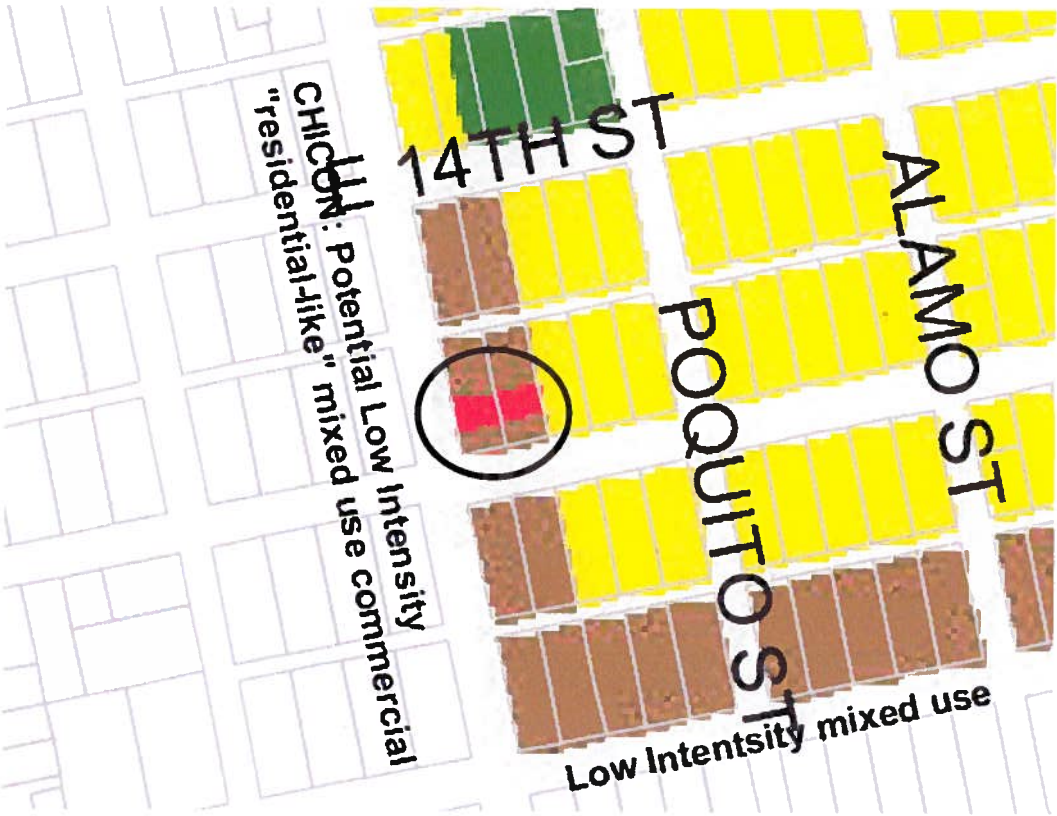 14TH ST
ALAMO ST
POQUITO ST
CHICON: Potential Low Intensity
"residential-like" mixed use commercial
Low Intentsity mixed use